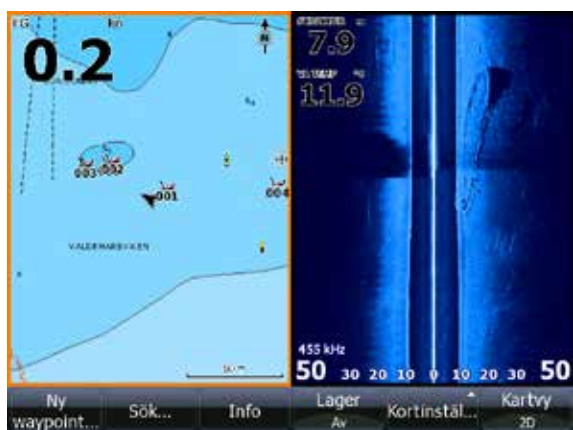 kn
0.2
003
002
001
004
VALDEMARSVIKEN
7.9
11.9
455 kHz
50 30 20 10 0 10 20 30 50
Ny waypoint...
Sök...
Info
Lager
Av
Kortinstäl...
Kartvy
2D